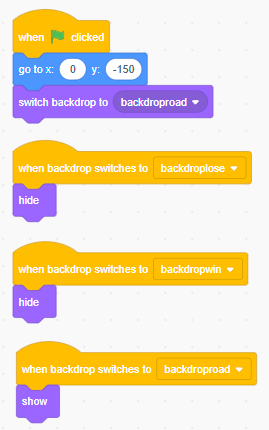 when clicked
go to x: 0 y: -150
switch backdrop to backdroproad
when backdrop switches to backdroplose
hide
when backdrop switches to backdropwin
hide
when backdrop switches to backdroproad
show